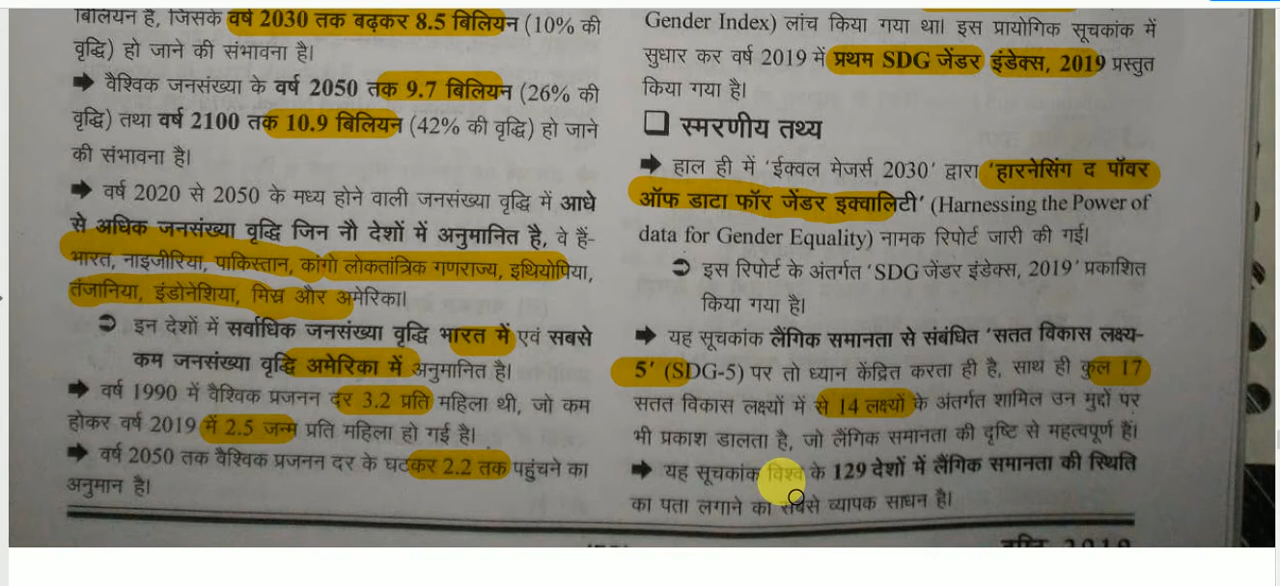 बिलियन है, जिसके वर्ष 2030 तक बढ़कर 8.5 बिलियन (10% की
वृद्धि) हो जाने की संभावना है।
➡ वैश्विक जनसंख्या के वर्ष 2050 तक 9.7 बिलियन (26% की
वृद्धि) तथा वर्ष 2100 तक 10.9 बिलियन (42% की वृद्धि) हो जाने
की संभावना है।
➡ वर्ष 2020 से 2050 के मध्य होने वाली जनसंख्या वृद्धि में आधे
से अधिक जनसंख्या वृद्धि जिन नौ देशों में अनुमानित है, वे हैं-
भारत, नाइजीरिया, पाकिस्तान, कांगो लोकतांत्रिक गणराज्य, इथियोपिया,
तंजानिया, इंडोनेशिया, मिस्र और अमेरिका।
➲ इन देशों में सर्वाधिक जनसंख्या वृद्धि भारत में एवं सबसे
कम जनसंख्या वृद्धि अमेरिका में अनुमानित है।
➡ वर्ष 1990 में वैश्विक प्रजनन दर 3.2 प्रति महिला थी, जो कम
होकर वर्ष 2019 में 2.5 जन्म प्रति महिला हो गई है।
➡ वर्ष 2050 तक वैश्विक प्रजनन दर के घटकर 2.2 तक पहुंचने का
अनुमान है।
Gender Index) लांच किया गया था। इस प्रायोगिक सूचकांक में
सुधार कर वर्ष 2019 में प्रथम SDG जेंडर इंडेक्स, 2019 प्रस्तुत
किया गया है।
❑ स्मरणीय तथ्य
➡ हाल ही में 'ईक्वल मेजर्स 2030' द्वारा 'हारनेसिंग द पॉवर
ऑफ डाटा फॉर जेंडर इक्वालिटी' (Harnessing the Power of
data for Gender Equality) नामक रिपोर्ट जारी की गई।
➲ इस रिपोर्ट के अंतर्गत 'SDG जेंडर इंडेक्स, 2019' प्रकाशित
किया गया है।
➡ यह सूचकांक लैंगिक समानता से संबंधित 'सतत विकास लक्ष्य-
5' (SDG-5) पर तो ध्यान केंद्रित करता ही है, साथ ही कुल 17
सतत विकास लक्ष्यों में से 14 लक्ष्यों के अंतर्गत शामिल उन मुद्दों पर
भी प्रकाश डालता है, जो लैंगिक समानता की दृष्टि से महत्वपूर्ण हैं।
➡ यह सूचकांक विश्व के 129 देशों में लैंगिक समानता की स्थिति
का पता लगाने का सबसे व्यापक साधन है।
2019